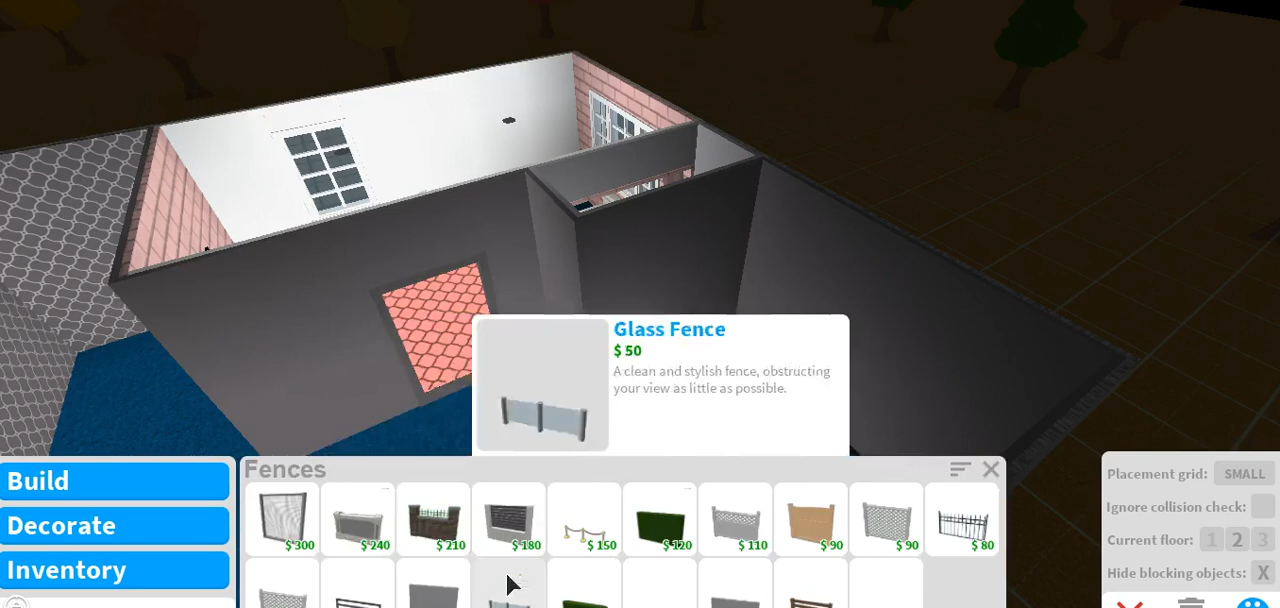 Glass Fence
$ 50
A clean and stylish fence, obstructing
your view as little as possible.
Build
Decorate
Inventory
Fences
$ 300
$ 240
$ 210
$ 180
$ 150
$ 120
$ 110
$ 90
$ 90
$ 80
Placement grid: SMALL
Ignore collision check:
Current floor: 1 2 3
Hide blocking objects: X